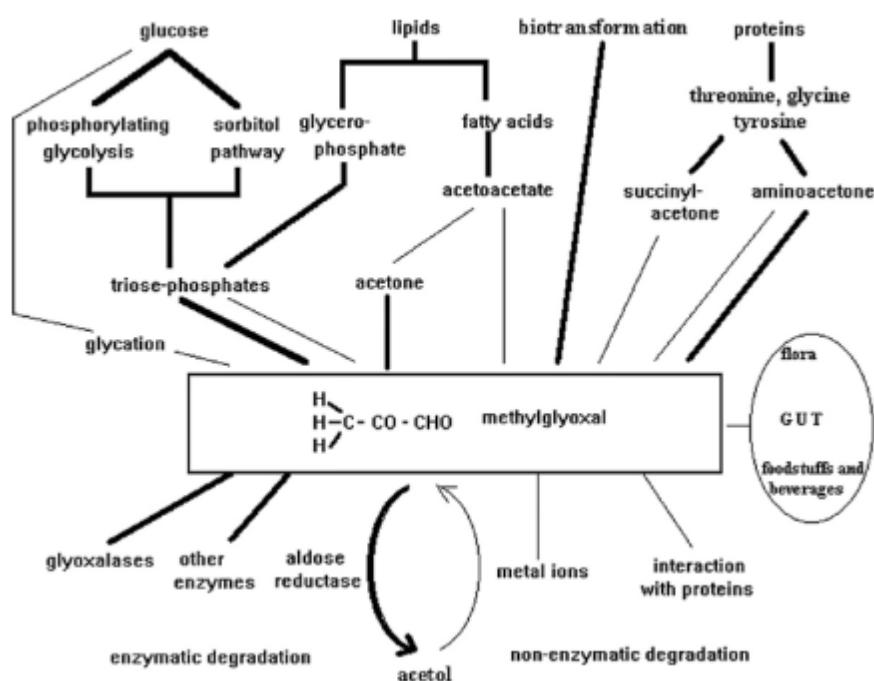 glucose
lipids
biotransformation
proteins
phosphorylating
glycolysis
sorbitol
pathway
glycero-
phosphate
fatty acids
threonine, glycine
tyrosine
acetoacetate
succinyl-
acetone
aminoacetone
triose-phosphates
acetone
glycation
flora
GUT
foodstuffs and
beverages
H
H-C-CO-CHO
H
methylglyoxal
glyoxalases
other
enzymes
aldose
reductase
metal ions
interaction
with proteins
enzymatic degradation
acetol
non-enzymatic degradation